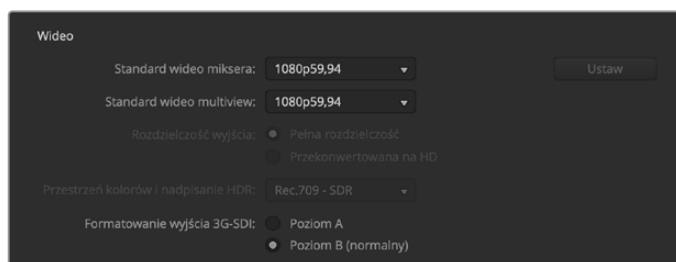 Wideo
Standard wideo miksera: 1080p59,94 Ustaw
Standard wideo multiview: 1080p59,94
Rozdzielczość wyjścia: Pełna rozdzielczość
Przekonwertowana na HD
Przestrzeń kolorów i nadpisanie HDR: Rec.709 - SDR
Formatowanie wyjścia 3G-SDI: Poziom A
Poziom B (normalny)